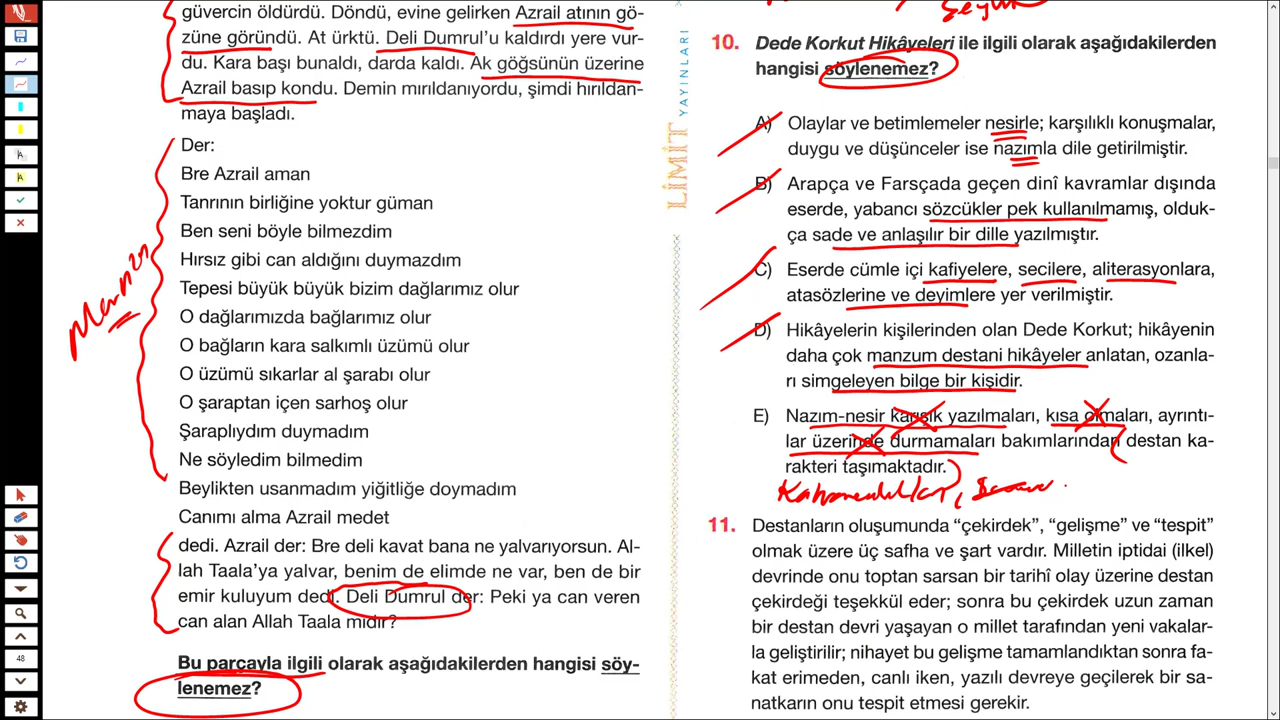 güvercin öldürdü. Döndü, evine gelirken Azrail atının gö-
züne göründü. At ürktü. Deli Dumrul'u kaldırdı yere vur-
du. Kara başı bunaldı, darda kaldı. Ak göğsünün üzerine
Azrail basıp kondu. Demin mırıldanıyordu, şimdi hırıldan-
maya başladı.
Der:
Bre Azrail aman
Tanrının birliğine yoktur güman
Ben seni böyle bilmezdim
Hırsız gibi can aldığını duymazdım
Tepesi büyük büyük bizim dağlarımız olur
O dağlarımızda bağlarımız olur
O bağların kara salkımlı üzümü olur
O üzümü sıkarlar al şarabı olur
O şaraptan içen sarhoş olur
Şaraplıydım duymadım
Ne söyledim bilmedim
Beylikten usanmadım yiğitliğe doymadım
Canımı alma Azrail medet
dedi. Azrail der: Bre deli kavat bana ne yalvarıyorsun. Al-
lah Taala'ya yalvar, benim de elimde ne var, ben de bir
emir kuluyum dedi. Deli Dumrul der: Peki ya can veren
can alan Allah Taala mıdır?
Bu parçayla ilgili olarak aşağıdakilerden hangisi söy-
lenemez?
Manzum
LİMİT YAYINLARI
10. Dede Korkut Hikâyeleri ile ilgili olarak aşağıdakilerden
hangisi söylenemez?
A) Olaylar ve betimlemeler nesirle; karşılıklı konuşmalar,
duygu ve düşünceler ise nazımla dile getirilmiştir.
B) Arapça ve Farsçada geçen dinî kavramlar dışında
eserde, yabancı sözcükler pek kullanılmamış, olduk-
ça sade ve anlaşılır bir dille yazılmıştır.
C) Eserde cümle içi kafiyelere, secilere, aliterasyonlara,
atasözlerine ve deyimlere yer verilmiştir.
D) Hikâyelerin kişilerinden olan Dede Korkut; hikâyenin
daha çok manzum destani hikâyeler anlatan, ozanla-
rı simgeleyen bilge bir kişidir.
E) Nazım-nesir karışık yazılmaları, kısa olmaları, ayrıntı-
lar üzerinde durmamaları bakımlarından destan ka-
rakteri taşımaktadır.
Kahramanlıklar,
11. Destanların oluşumunda “çekirdek”, “gelişme” ve “tespit”
olmak üzere üç safha ve şart vardır. Milletin iptidai (ilkel)
devrinde onu toptan sarsan bir tarihî olay üzerine destan
çekirdeği teşekkül eder; sonra bu çekirdek uzun zaman
bir destan devri yaşayan o millet tarafından yeni vakalar-
la geliştirilir; nihayet bu gelişme tamamlandıktan sonra fa-
kat erimeden, canlı iken, yazılı devreye geçilerek bir sa-
natkarın onu tespit etmesi gerekir.
48